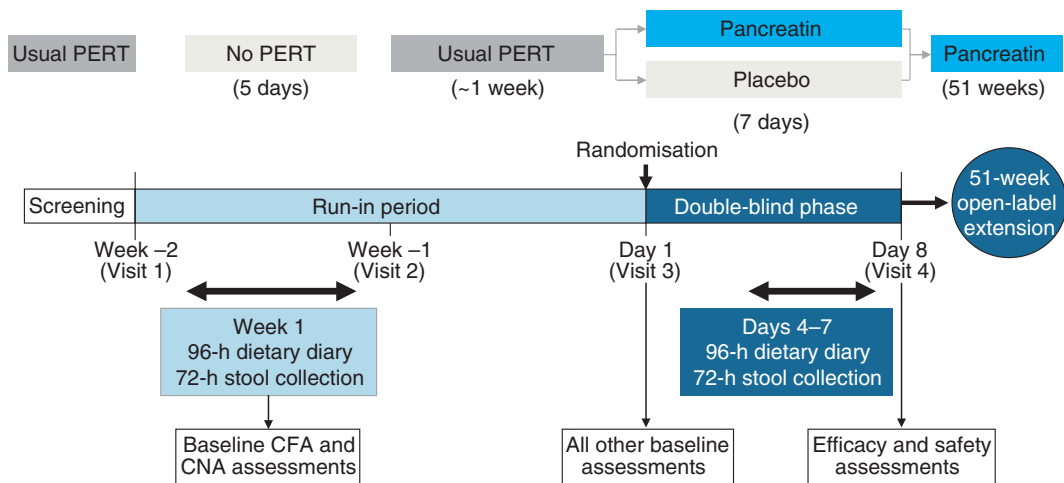 Usual PERT
No PERT
(5 days)
Usual PERT
(~1 week)
Pancreatin
Placebo
(7 days)
Pancreatin
(51 weeks)
Randomisation
Screening
Run-in period
Double-blind phase
51-week
open-label
extension
Week –2
(Visit 1)
Week –1
(Visit 2)
Day 1
(Visit 3)
Day 8
(Visit 4)
Week 1
96-h dietary diary
72-h stool collection
Days 4–7
96-h dietary diary
72-h stool collection
Baseline CFA and
CNA assessments
All other baseline
assessments
Efficacy and safety
assessments